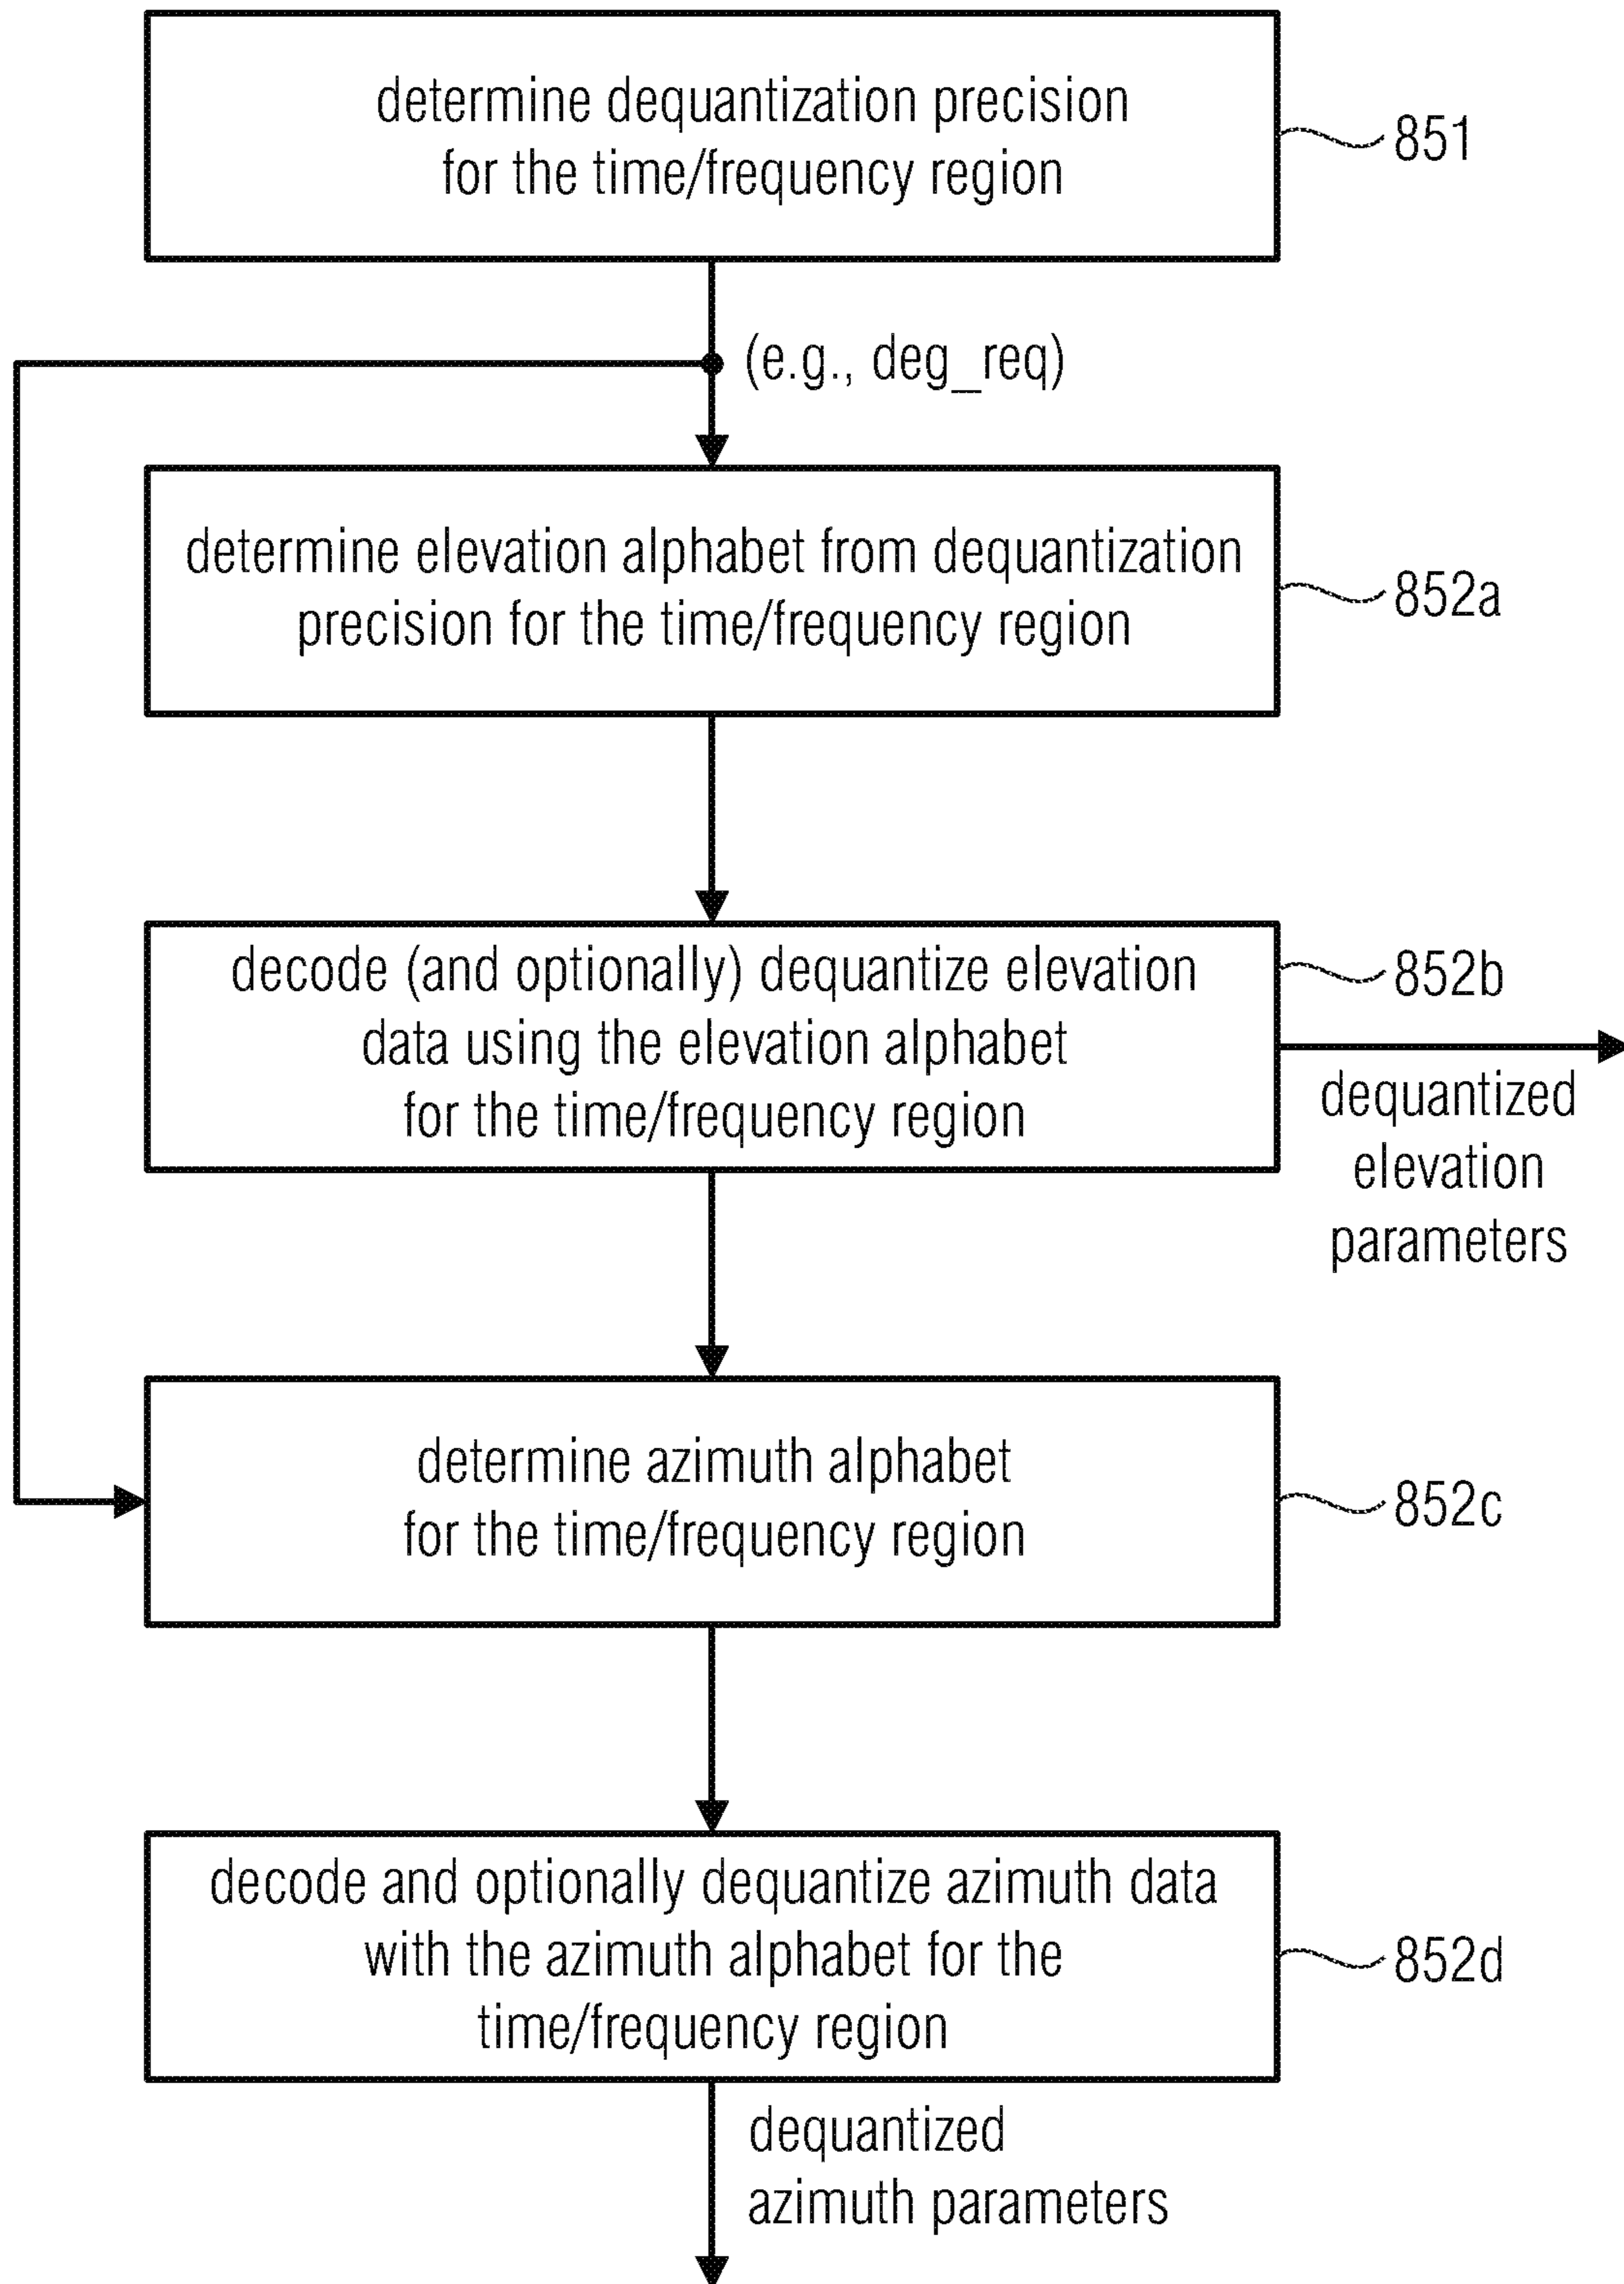 determine dequantization precision
for the time/frequency region
851
(e.g., deg_req)
determine elevation alphabet from dequantization
precision for the time/frequency region
852a
decode (and optionally) dequantize elevation
data using the elevation alphabet
for the time/frequency region
852b
dequantized
elevation
parameters
determine azimuth alphabet
for the time/frequency region
852c
decode and optionally dequantize azimuth data
with the azimuth alphabet for the
time/frequency region
852d
dequantized
azimuth parameters